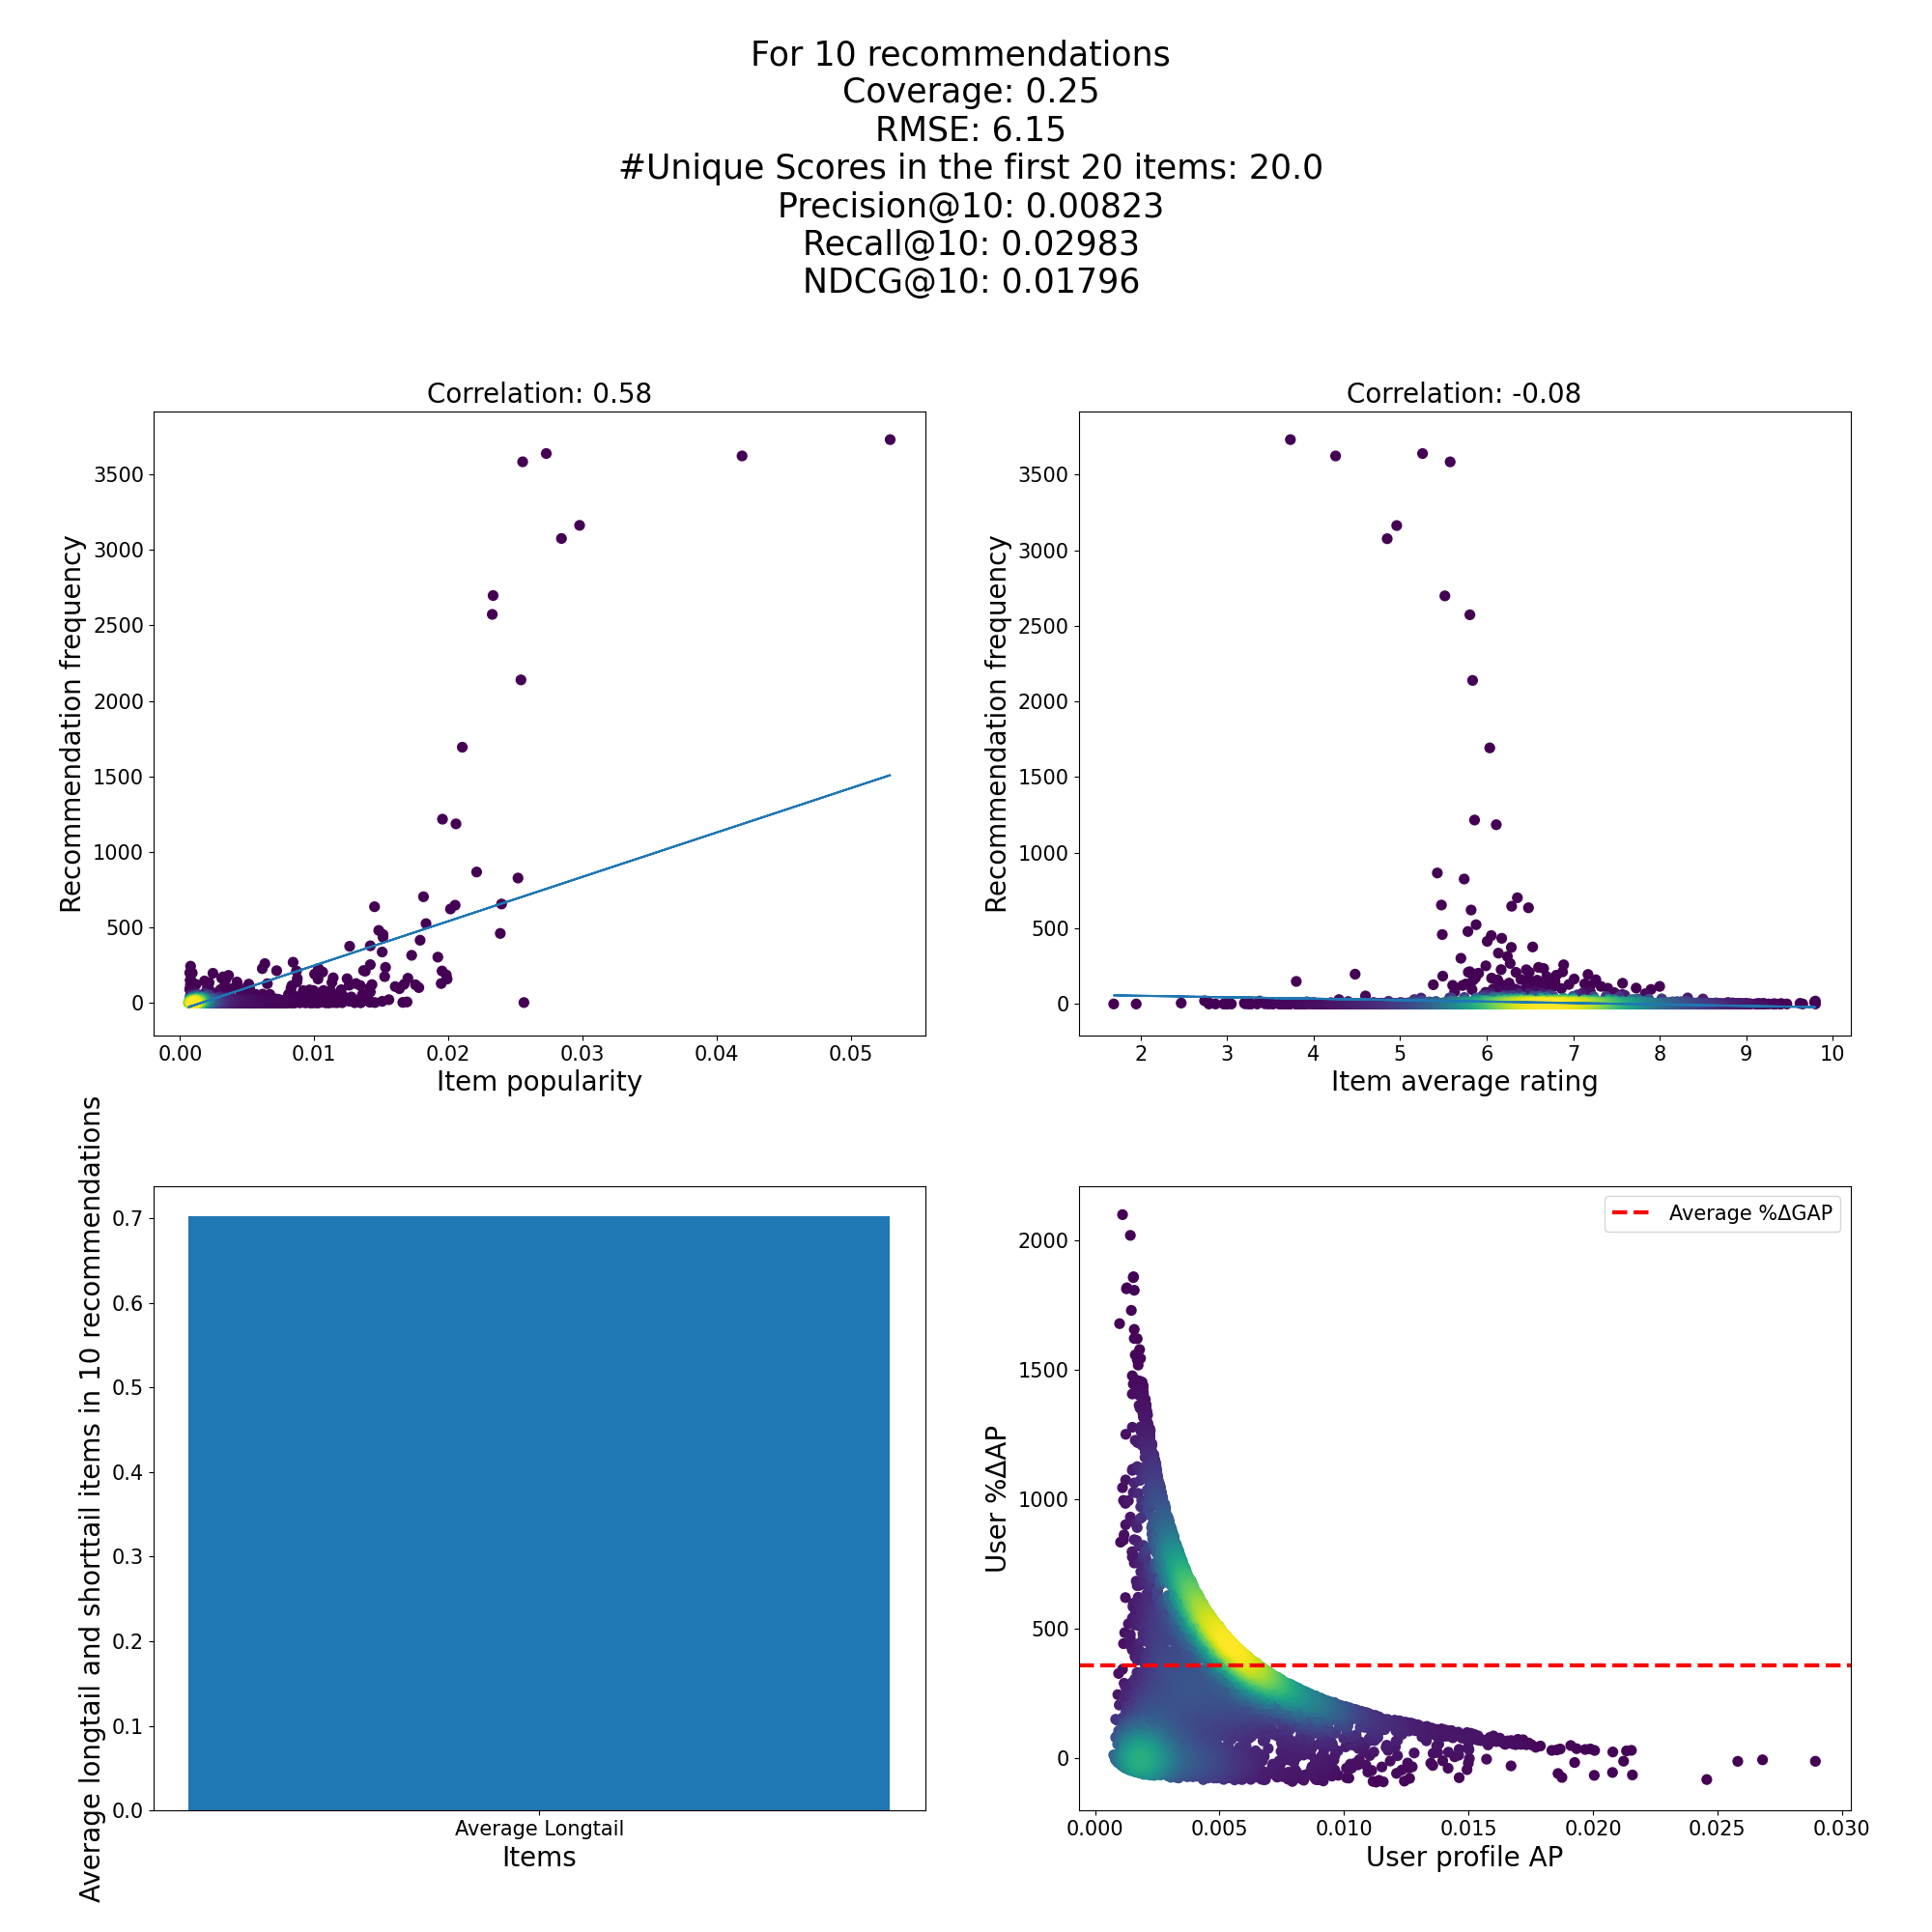 For 10 recommendations
Coverage: 0.25
RMSE: 6.15
#Unique Scores in the first 20 items: 20.0
Precision@10: 0.00823
Recall@10: 0.02983
NDCG@10: 0.01796
Correlation: 0.58
Recommendation frequency
3500
3000
2500
2000
1500
1000
500
0
0.00 0.01 0.02 0.03 0.04 0.05
Item popularity
Correlation: -0.08
Recommendation frequency
3500
3000
2500
2000
1500
1000
500
0
2 3 4 5 6 7 8 9 10
Item average rating
Average longtail and shorttail items in 10 recommendations
0.7
0.6
0.5
0.4
0.3
0.2
0.1
0.0
Average Longtail
Items
Average %ΔGAP
User %ΔAP
2000
1500
1000
500
0
0.000 0.005 0.010 0.015 0.020 0.025 0.030
User profile AP